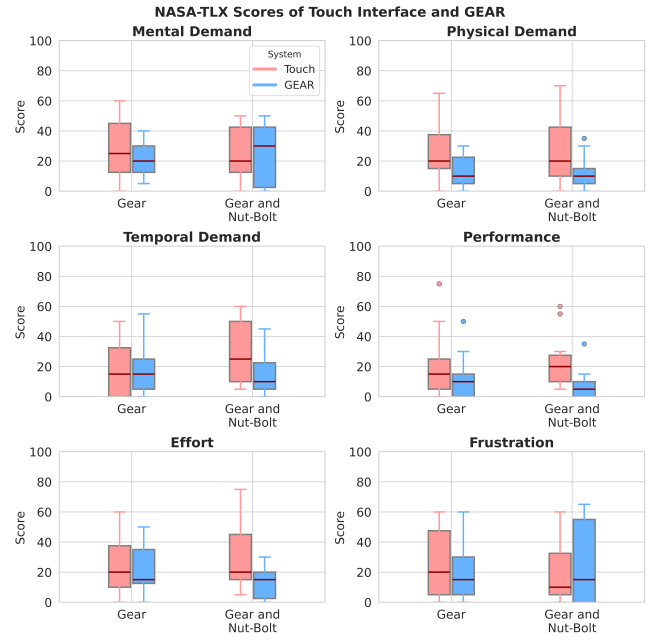 NASA-TLX Scores of Touch Interface and GEAR
Mental Demand
100
80
60
40
20
0
Score
System
Touch
GEAR
Gear
Gear and
Nut-Bolt
Physical Demand
100
80
60
40
20
0
Score
Gear
Gear and
Nut-Bolt
Temporal Demand
100
80
60
40
20
0
Score
Gear
Gear and
Nut-Bolt
Performance
100
80
60
40
20
0
Score
Gear
Gear and
Nut-Bolt
Effort
100
80
60
40
20
0
Score
Gear
Gear and
Nut-Bolt
Frustration
100
80
60
40
20
0
Score
Gear
Gear and
Nut-Bolt